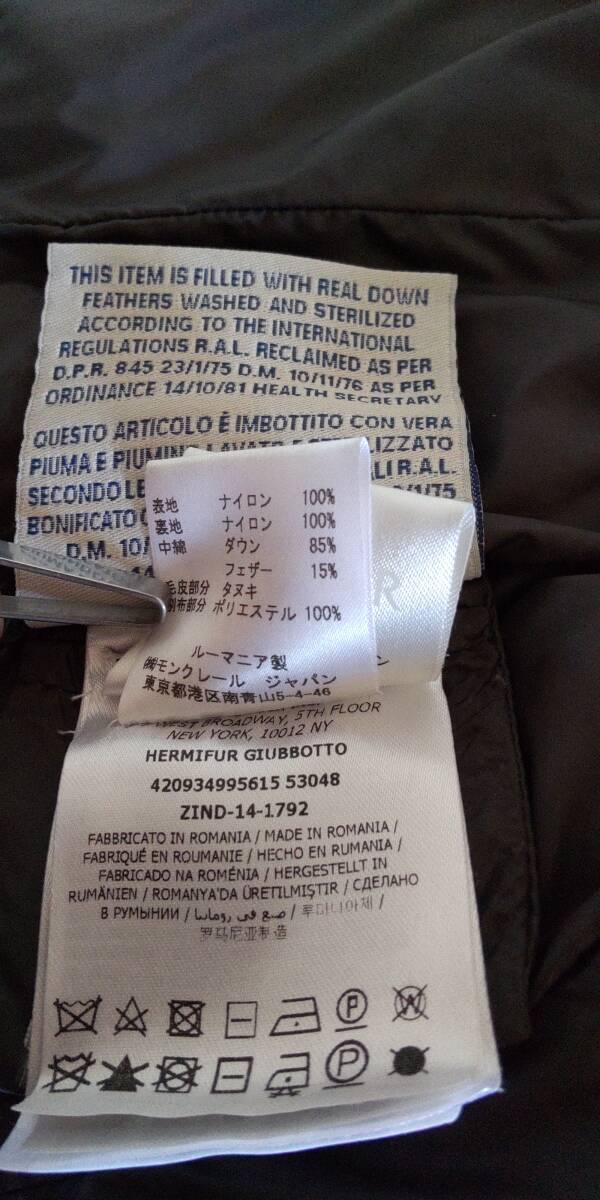 THIS ITEM IS FILLED WITH REAL DOWN
FEATHERS WASHED AND STERILIZED
ACCORDING TO THE INTERNATIONAL
REGULATIONS R.A.L. RECLAIMED AS PER
D.P.R. 845 23/1/75 D.M. 10/11/76 AS PER
ORDINANCE 14/10/81 HEALTH SECRETARY
QUESTO ARTICOLO È IMBOTTITO CON VERA
PIUMA E PIUMINO LAVATO
SECONDO LE
R.A.L.
BONIFICATO
D.M.
表地 ナイロン 100%
裏地 ナイロン 100%
中綿 ダウン 85%
フェザー 15%
毛皮部分 タヌキ
別布部分 ポリエステル 100%
ルーマニア製
㈱モンクレール ジャパン
東京都港区南青山5-4-46
R
WEST BROADWAY, 5TH FLOOR
NEW YORK, 10012 NY
HERMIFUR GIUBBOTTO
420934995615 53048
ZIND-14-1792
FABBRICATO IN ROMANIA / MADE IN ROMANIA /
FABRIQUÉ EN ROUMANIE / HECHO EN RUMANIA /
FABRICADO NA ROMÉNIA / HERGESTELLT IN
RUMÄNIEN / ROMANYA'DA ÜRETILMIŞTIR / СДЕЛАНО
В РУМЫНИИ / صنع في رومانيا / 루마니아제 /
罗马尼亚制造
P
W
P